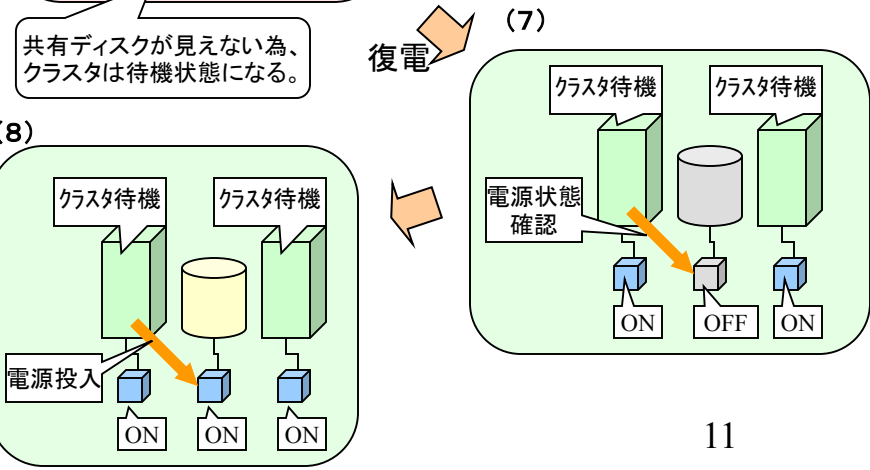 共有ディスクが見えない為、
クラスタは待機状態になる。
復電
(7)
ｸﾗｽﾀ待機
ｸﾗｽﾀ待機
電源状態
確認
ON
OFF
ON
(8)
ｸﾗｽﾀ待機
ｸﾗｽﾀ待機
電源投入
ON
ON
ON
11